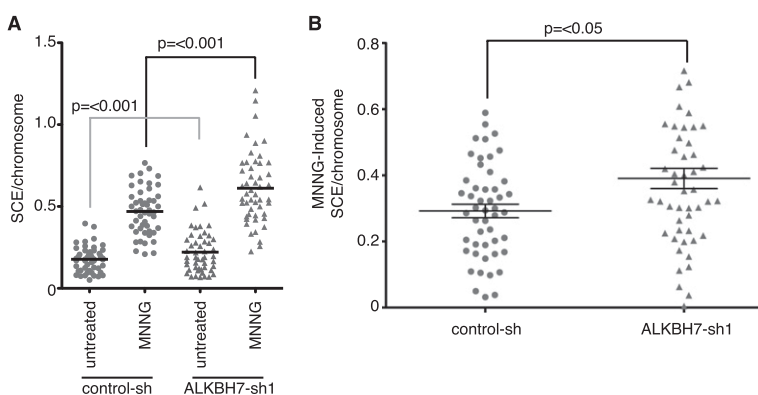 A
SCE/chromosome
1.5
1.0
0.5
0
p=<0.001
p=<0.001
untreated
MNNG
untreated
MNNG
control-sh
ALKBH7-sh1
B
MNNG-Induced
SCE/chromosome
0.8
0.6
0.4
0.2
0
p=<0.05
control-sh
ALKBH7-sh1